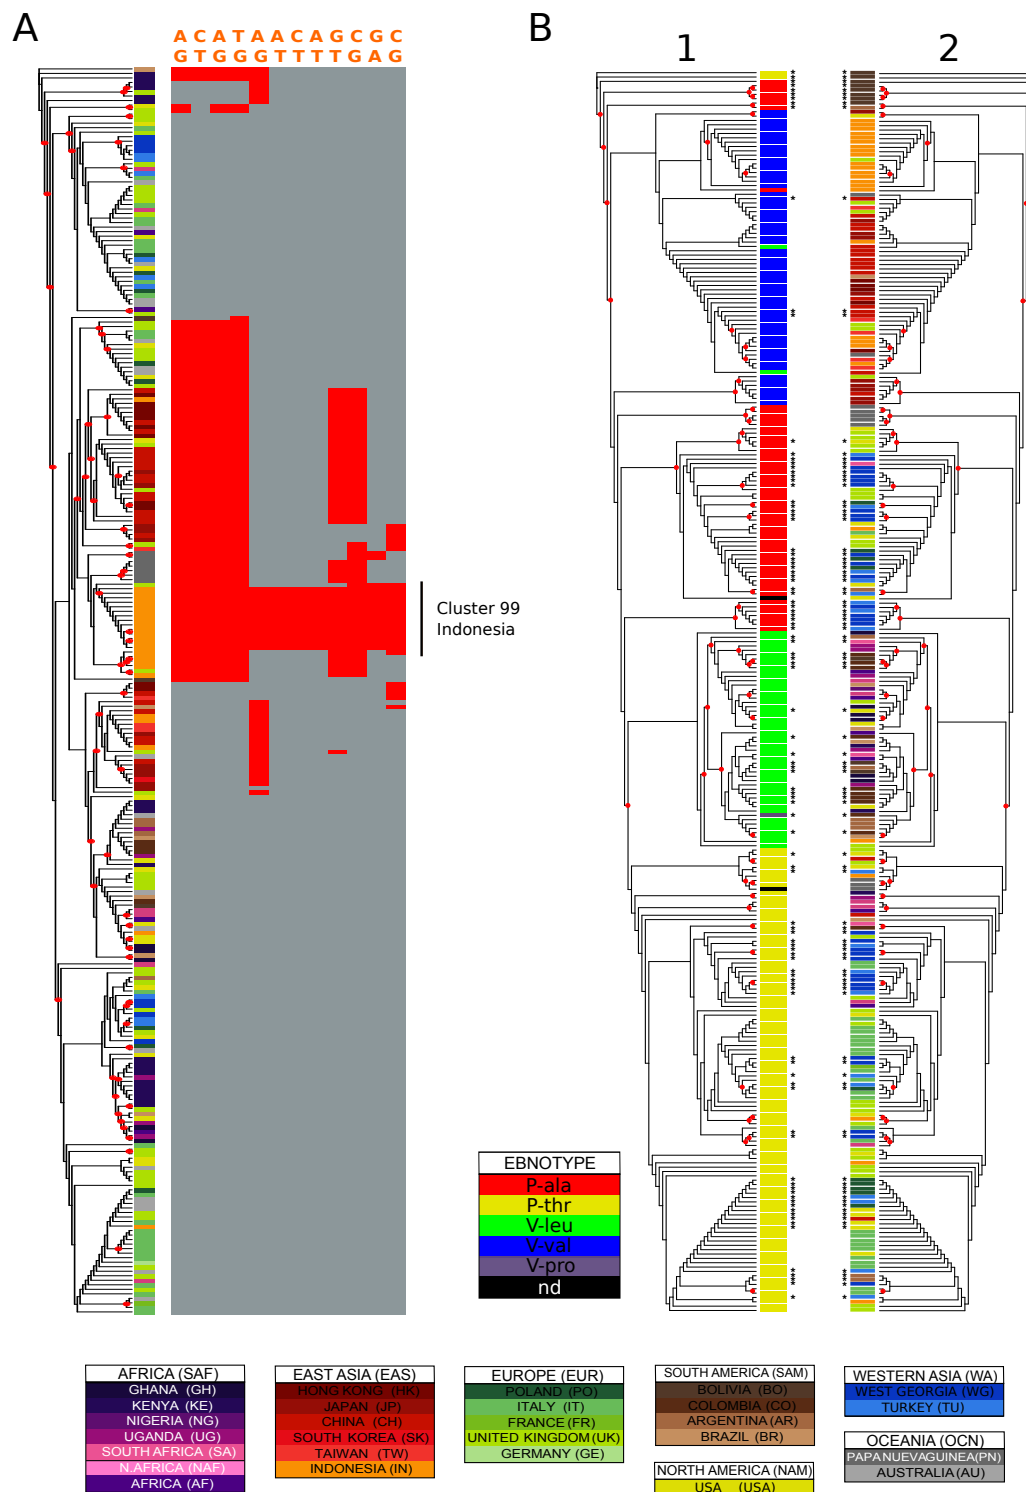 A
B
A C A T A A C A G C G C
G T G G G T T T T G A G
1
2
Cluster 99
Indonesia
EBNOTYPE
P-ala
P-thr
V-leu
V-val
V-pro
nd
AFRICA (SAF)
GHANA (GH)
KENYA (KE)
NIGERIA (NG)
UGANDA (UG)
SOUTH AFRICA (SA)
N.AFRICA (NAF)
AFRICA (AF)
EAST ASIA (EAS)
HONG KONG (HK)
JAPAN (JP)
CHINA (CH)
SOUTH KOREA (SK)
TAIWAN (TW)
INDONESIA (IN)
EUROPE (EUR)
POLAND (PO)
ITALY (IT)
FRANCE (FR)
UNITED KINGDOM (UK)
GERMANY (GE)
SOUTH AMERICA (SAM)
BOLIVIA (BO)
COLOMBIA (CO)
ARGENTINA (AR)
BRAZIL (BR)
NORTH AMERICA (NAM)
USA (USA)
WESTERN ASIA (WA)
WEST GEORGIA (WG)
TURKEY (TU)
OCEANIA (OCN)
PAPA NUEVAGUINEA(PN)
AUSTRALIA (AU)